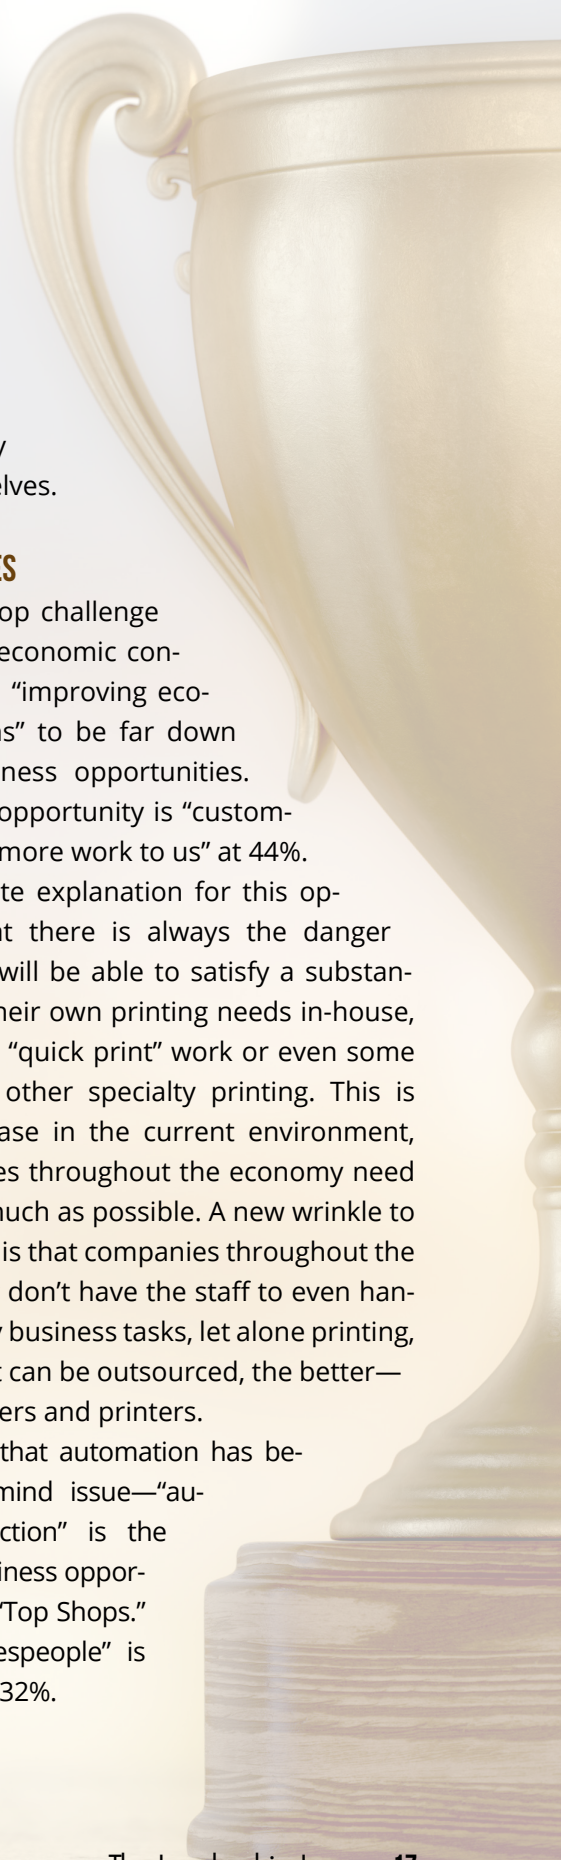 y
elves.
ES
op challenge
economic con-
“improving eco-
ns” to be far down
ness opportunities.
opportunity is “custom-
more work to us” at 44%.
te explanation for this op-
at there is always the danger
will be able to satisfy a substan-
heir own printing needs in-house,
“quick print” work or even some
other specialty printing. This is
ase in the current environment,
es throughout the economy need
much as possible. A new wrinkle to
is that companies throughout the
don’t have the staff to even han-
y business tasks, let alone printing,
t can be outsourced, the better—
ers and printers.
that automation has be-
mind issue—“au-
ction” is the
iness oppor-
“Top Shops.”
espeople” is
32%.
17